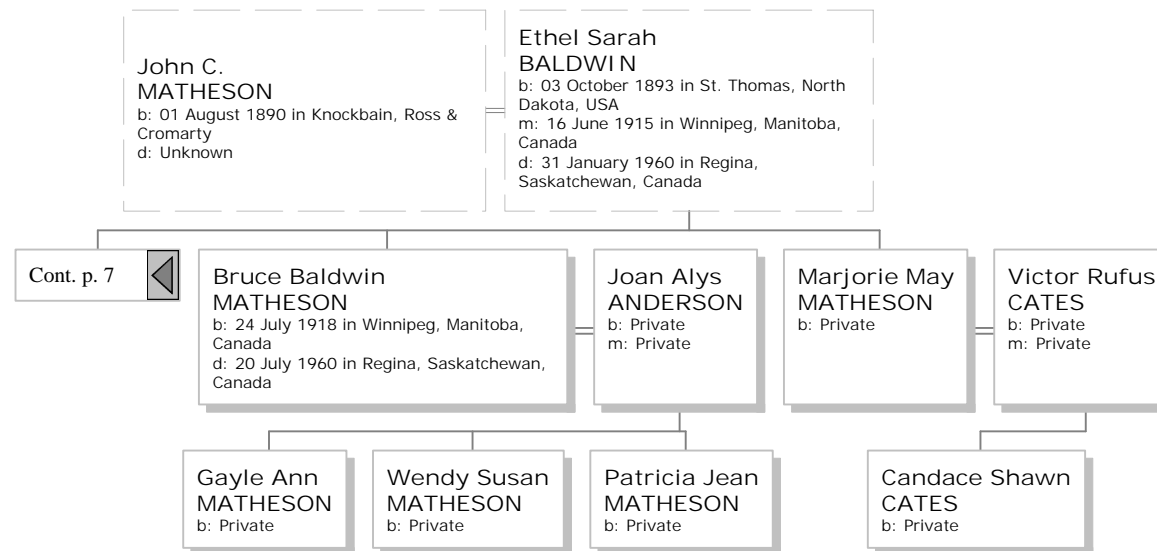 John C.
MATHESON
b: 01 August 1890 in Knockbain, Ross &
Cromarty
d: Unknown
Ethel Sarah
BALDWIN
b: 03 October 1893 in St. Thomas, North
Dakota, USA
m: 16 June 1915 in Winnipeg, Manitoba,
Canada
d: 31 January 1960 in Regina,
Saskatchewan, Canada
Cont. p. 7
Bruce Baldwin
MATHESON
b: 24 July 1918 in Winnipeg, Manitoba,
Canada
d: 20 July 1960 in Regina, Saskatchewan,
Canada
Joan Alys
ANDERSON
b: Private
m: Private
Marjorie May
MATHESON
b: Private
Victor Rufus
CATES
b: Private
m: Private
Gayle Ann
MATHESON
b: Private
Wendy Susan
MATHESON
b: Private
Patricia Jean
MATHESON
b: Private
Candace Shawn
CATES
b: Private